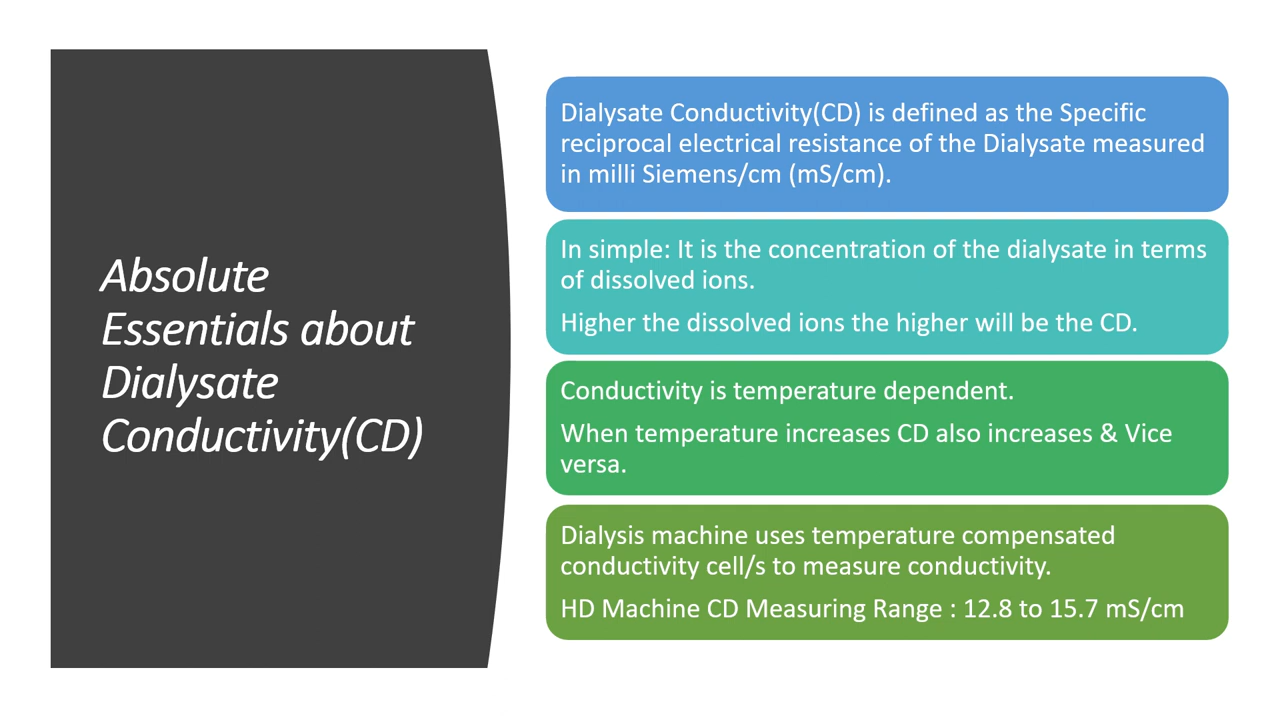 Absolute
Essentials about
Dialysate
Conductivity(CD)
Dialysate Conductivity(CD) is defined as the Specific
reciprocal electrical resistance of the Dialysate measured
in milli Siemens/cm (mS/cm).
In simple: It is the concentration of the dialysate in terms
of dissolved ions.
Higher the dissolved ions the higher will be the CD.
Conductivity is temperature dependent.
When temperature increases CD also increases & Vice
versa.
Dialysis machine uses temperature compensated
conductivity cell/s to measure conductivity.
HD Machine CD Measuring Range : 12.8 to 15.7 mS/cm